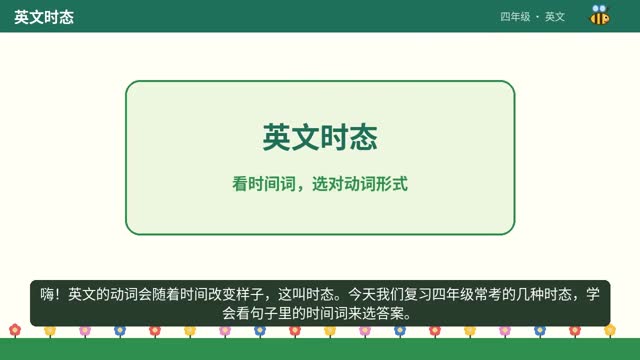 英文时态
四年级 · 英文
英文时态
看时间词，选对动词形式
嗨！英文的动词会随着时间改变样子，这叫时态。今天我们复习四年级常考的几种时态，学
会看句子里的时间词来选答案。